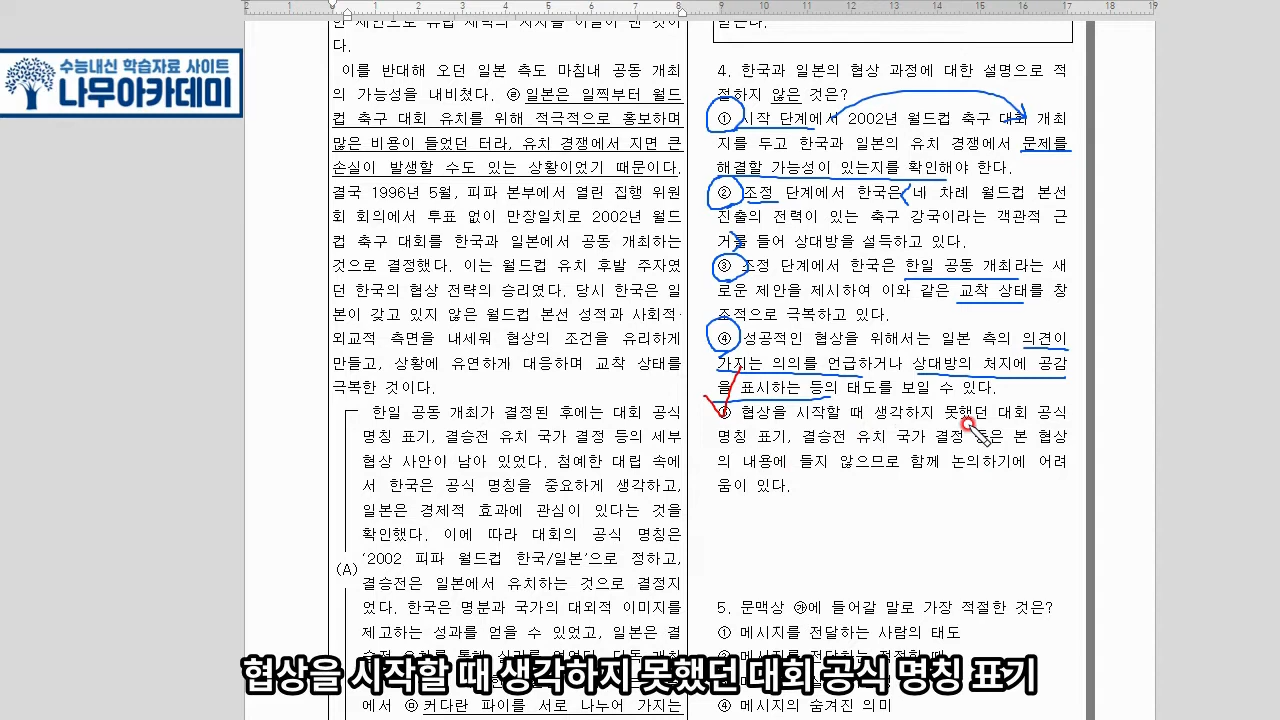 수능내신 학습자료 사이트
나무아카데미
다.
이를 반대해 오던 일본 측도 마침내 공동 개최
의 가능성을 내비쳤다. ㉣일본은 일찍부터 월드
컵 축구 대회 유치를 위해 적극적으로 홍보하며
많은 비용이 들었던 터라, 유치 경쟁에서 지면 큰
손실이 발생할 수도 있는 상황이었기 때문이다.
결국 1996년 5월, 피파 본부에서 열린 집행 위원
회 회의에서 투표 없이 만장일치로 2002년 월드
컵 축구 대회를 한국과 일본에서 공동 개최하는
것으로 결정했다. 이는 월드컵 유치 후발 주자였
던 한국의 협상 전략의 승리였다. 당시 한국은 일
본이 갖고 있지 않은 월드컵 본선 성적과 사회적·
외교적 측면을 내세워 협상의 조건을 유리하게
만들고, 상황에 유연하게 대응하며 교착 상태를
극복한 것이다.
한일 공동 개최가 결정된 후에는 대회 공식
명칭 표기, 결승전 유치 국가 결정 등의 세부
협상 사안이 남아 있었다. 첨예한 대립 속에
서 한국은 공식 명칭을 중요하게 생각하고,
일본은 경제적 효과에 관심이 있다는 것을
확인했다. 이에 따라 대회의 공식 명칭은
‘2002 피파 월드컵 한국/일본’으로 정하고,
(A)
결승전은 일본에서 유치하는 것으로 결정지
었다. 한국은 명분과 국가의 대외적 이미지를
제고하는 성과를 얻을 수 있었고, 일본은 결
에서 ㉤커다란 파이를 서로 나누어 가지는
4. 한국과 일본의 협상 과정에 대한 설명으로 적
절하지 않은 것은?
① 시작 단계에서 2002년 월드컵 축구 대회 개최
지를 두고 한국과 일본의 유치 경쟁에서 문제를
해결할 가능성이 있는지를 확인해야 한다.
② 조정 단계에서 한국은 네 차례 월드컵 본선
진출의 전력이 있는 축구 강국이라는 객관적 근
거를 들어 상대방을 설득하고 있다.
③ 조정 단계에서 한국은 한일 공동 개최라는 새
로운 제안을 제시하여 이와 같은 교착 상태를 창
조적으로 극복하고 있다.
④ 성공적인 협상을 위해서는 일본 측의 의견이
가지는 의의를 언급하거나 상대방의 처지에 공감
을 표시하는 등의 태도를 보일 수 있다.
⑤ 협상을 시작할 때 생각하지 못했던 대회 공식
명칭 표기, 결승전 유치 국가 결정 등은 본 협상
의 내용에 들지 않으므로 함께 논의하기에 어려
움이 있다.
5. 문맥상 ㉮에 들어갈 말로 가장 적절한 것은?
① 메시지를 전달하는 사람의 태도
④ 메시지의 숨겨진 의미
협상을 시작할 때 생각하지 못했던 대회 공식 명칭 표기